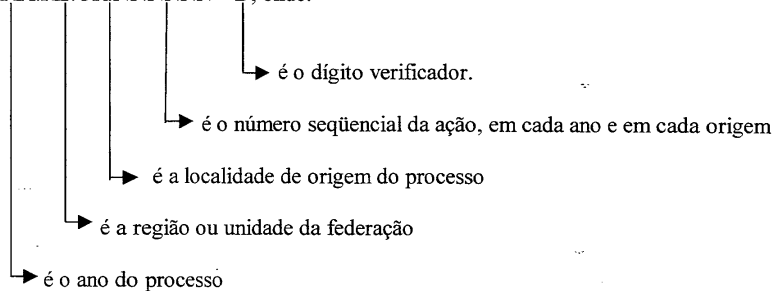 é o dígito verificador.
é o número seqüencial da ação, em cada ano e em cada origem
é a localidade de origem do processo
é a região ou unidade da federação
é o ano do processo